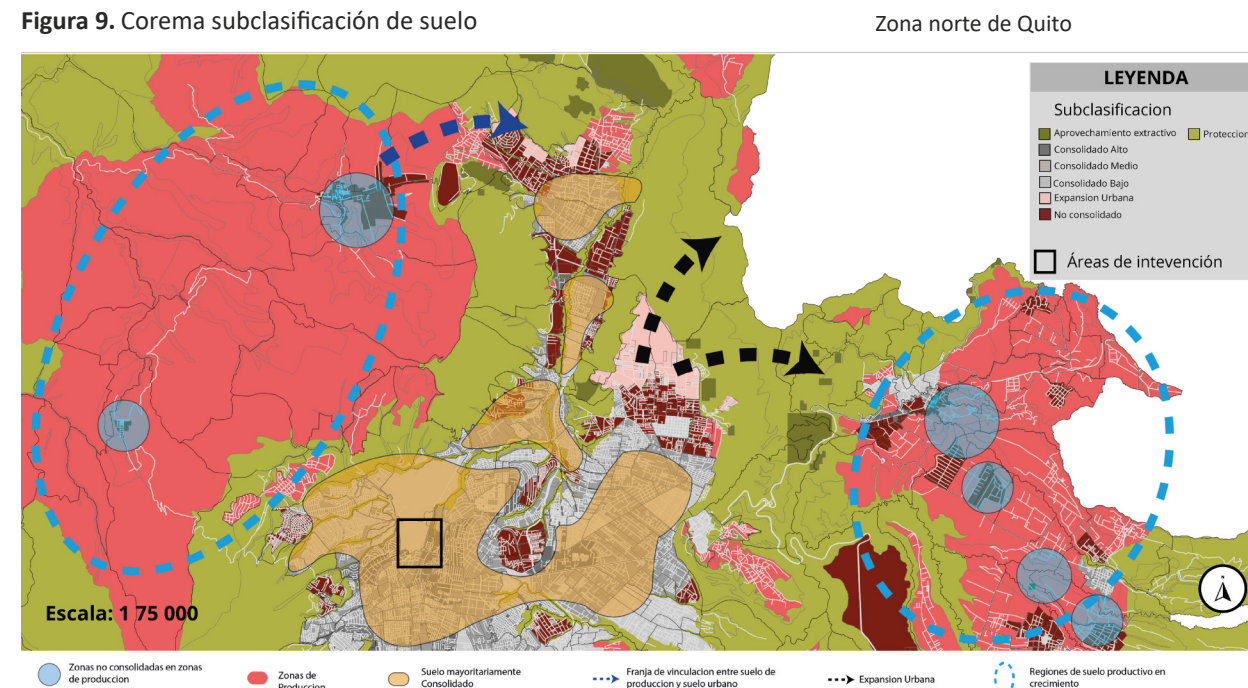 Figura 9. Corema subclasificación de suelo
Zona norte de Quito
LEYENDA
Subclasificacion
Aprovechamiento extractivo
Proteccion
Consolidado Alto
Consolidado Medio
Consolidado Bajo
Expansion Urbana
No consolidado
Áreas de intevención
Escala: 1 75 000
Zonas no consolidadas en zonas
de produccion
Zonas de
Produccion
Suelo mayoritariamente
Consolidado
Franja de vinculacion entre suelo de
produccion y suelo urbano
Expansion Urbana
Regiones de suelo productivo en
crecimiento